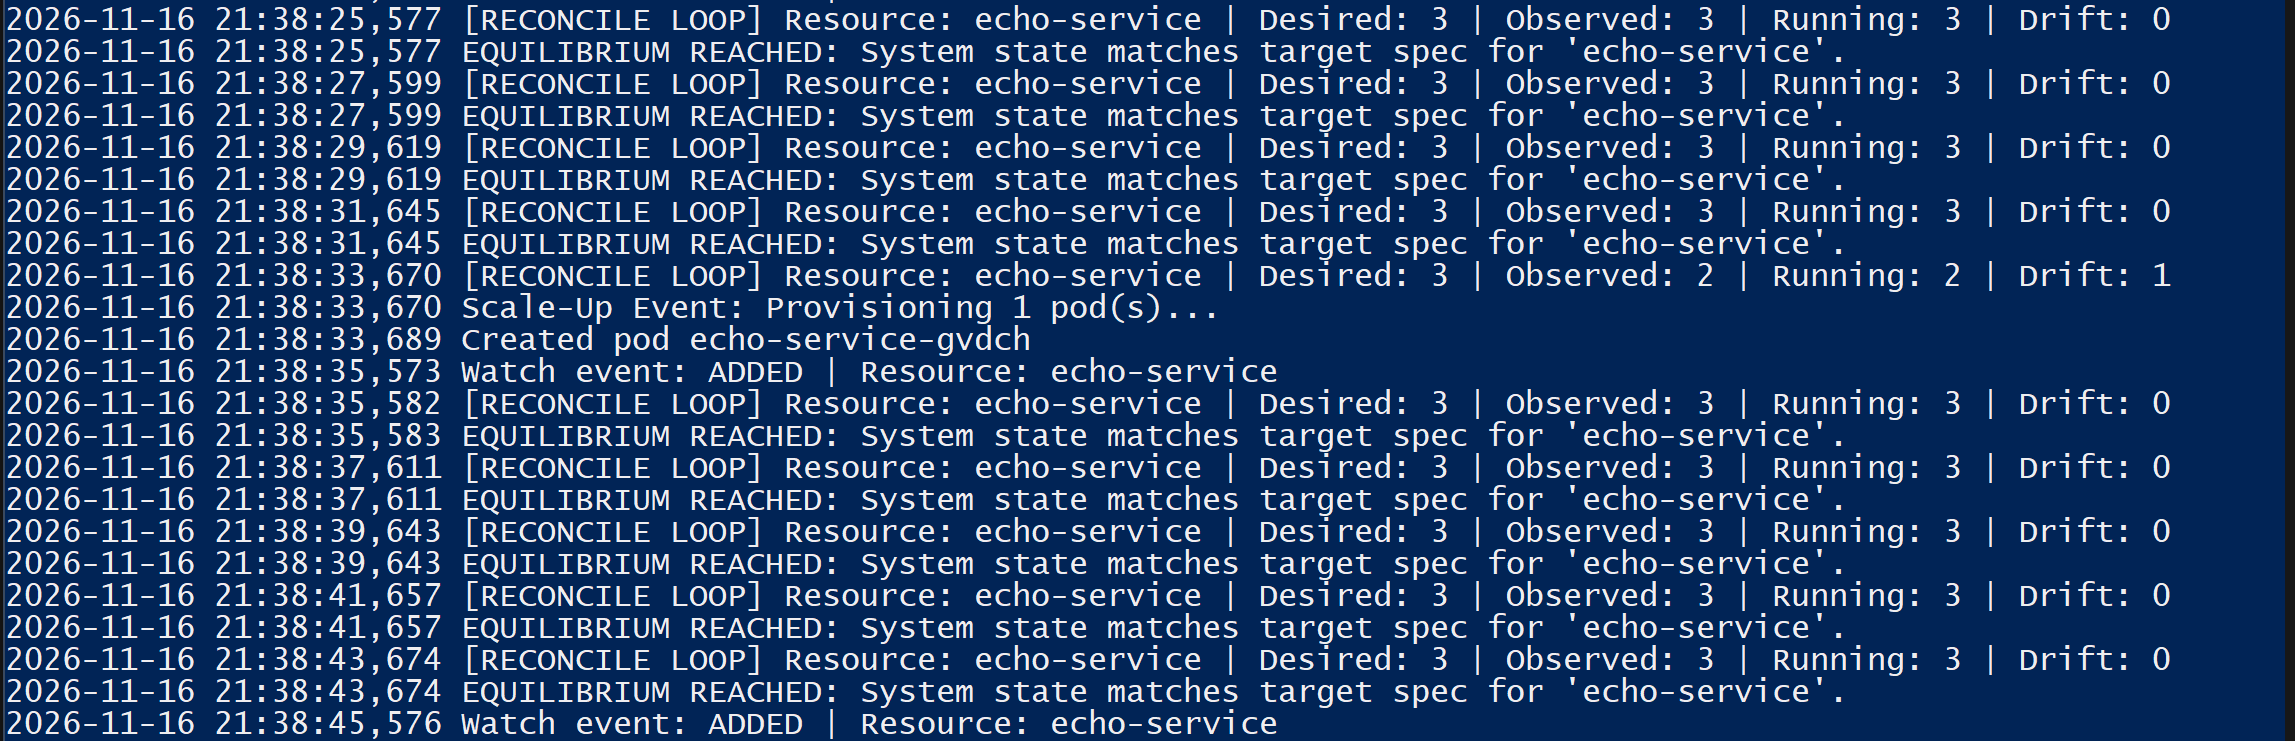 2026-11-16 21:38:25,577 [RECONCILE LOOP] Resource: echo-service | Desired: 3 | Observed: 3 | Running: 3 | Drift: 0
2026-11-16 21:38:25,577 EQUILIBRIUM REACHED: System state matches target spec for 'echo-service'.
2026-11-16 21:38:27,599 [RECONCILE LOOP] Resource: echo-service | Desired: 3 | Observed: 3 | Running: 3 | Drift: 0
2026-11-16 21:38:27,599 EQUILIBRIUM REACHED: System state matches target spec for 'echo-service'.
2026-11-16 21:38:29,619 [RECONCILE LOOP] Resource: echo-service | Desired: 3 | Observed: 3 | Running: 3 | Drift: 0
2026-11-16 21:38:29,619 EQUILIBRIUM REACHED: System state matches target spec for 'echo-service'.
2026-11-16 21:38:31,645 [RECONCILE LOOP] Resource: echo-service | Desired: 3 | Observed: 3 | Running: 3 | Drift: 0
2026-11-16 21:38:31,645 EQUILIBRIUM REACHED: System state matches target spec for 'echo-service'.
2026-11-16 21:38:33,670 [RECONCILE LOOP] Resource: echo-service | Desired: 3 | Observed: 2 | Running: 2 | Drift: 1
2026-11-16 21:38:33,670 Scale-Up Event: Provisioning 1 pod(s)...
2026-11-16 21:38:33,689 Created pod echo-service-gvdch
2026-11-16 21:38:35,573 Watch event: ADDED | Resource: echo-service
2026-11-16 21:38:35,582 [RECONCILE LOOP] Resource: echo-service | Desired: 3 | Observed: 3 | Running: 3 | Drift: 0
2026-11-16 21:38:35,583 EQUILIBRIUM REACHED: System state matches target spec for 'echo-service'.
2026-11-16 21:38:37,611 [RECONCILE LOOP] Resource: echo-service | Desired: 3 | Observed: 3 | Running: 3 | Drift: 0
2026-11-16 21:38:37,611 EQUILIBRIUM REACHED: System state matches target spec for 'echo-service'.
2026-11-16 21:38:39,643 [RECONCILE LOOP] Resource: echo-service | Desired: 3 | Observed: 3 | Running: 3 | Drift: 0
2026-11-16 21:38:39,643 EQUILIBRIUM REACHED: System state matches target spec for 'echo-service'.
2026-11-16 21:38:41,657 [RECONCILE LOOP] Resource: echo-service | Desired: 3 | Observed: 3 | Running: 3 | Drift: 0
2026-11-16 21:38:41,657 EQUILIBRIUM REACHED: System state matches target spec for 'echo-service'.
2026-11-16 21:38:43,674 [RECONCILE LOOP] Resource: echo-service | Desired: 3 | Observed: 3 | Running: 3 | Drift: 0
2026-11-16 21:38:43,674 EQUILIBRIUM REACHED: System state matches target spec for 'echo-service'.
2026-11-16 21:38:45,576 Watch event: ADDED | Resource: echo-service